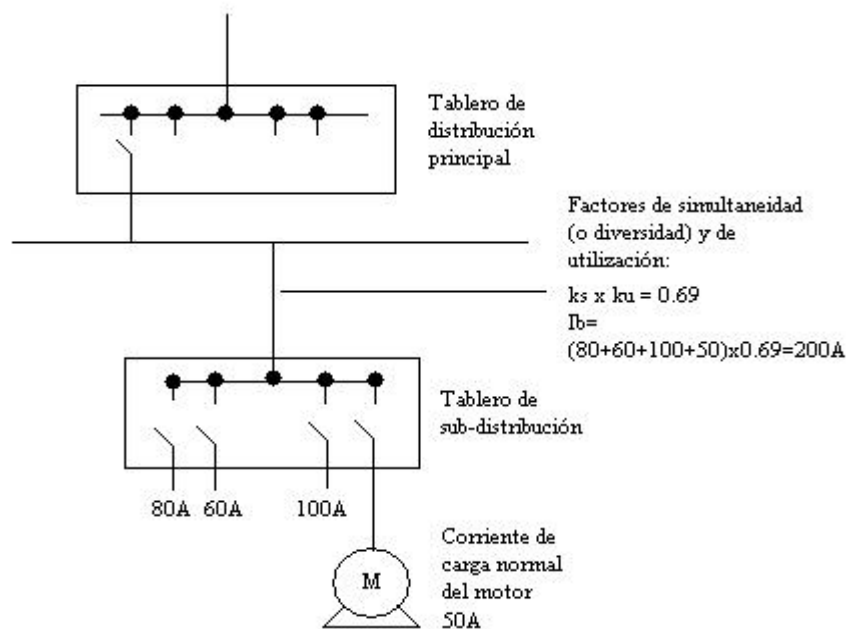 Tablero de
distribución
principal
Factores de simultaneidad
(o diversidad) y de
utilización:
ks x ku = 0.69
Ib=
(80+60+100+50)x0.69=200A
Tablero de
sub-distribución
80A 60A 100A
Corriente de
carga normal
del motor
50A
M